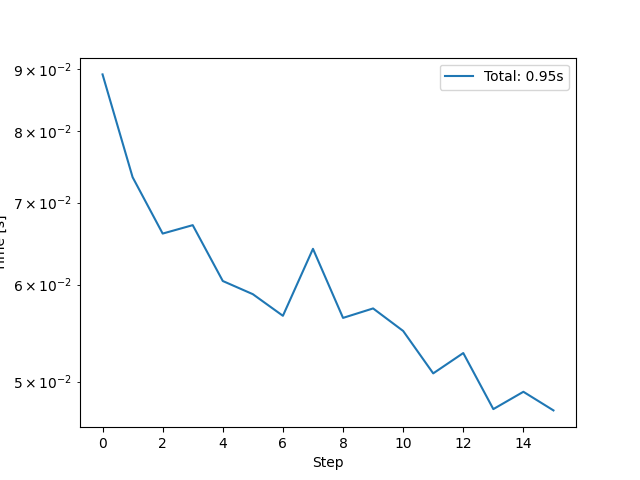 Total: 0.95s
9 × 10⁻²
8 × 10⁻²
7 × 10⁻²
6 × 10⁻²
5 × 10⁻²
[s]
0 2 4 6 8 10 12 14
Step